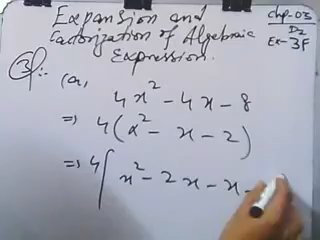 Expansion and
Factorization of Algebraic
Expression.
chp-03
D2
Ex-3F
3:-
(a,
4x² - 4x - 8
=> 4(x² - x - 2)
=> 4[x² - 2x - x -